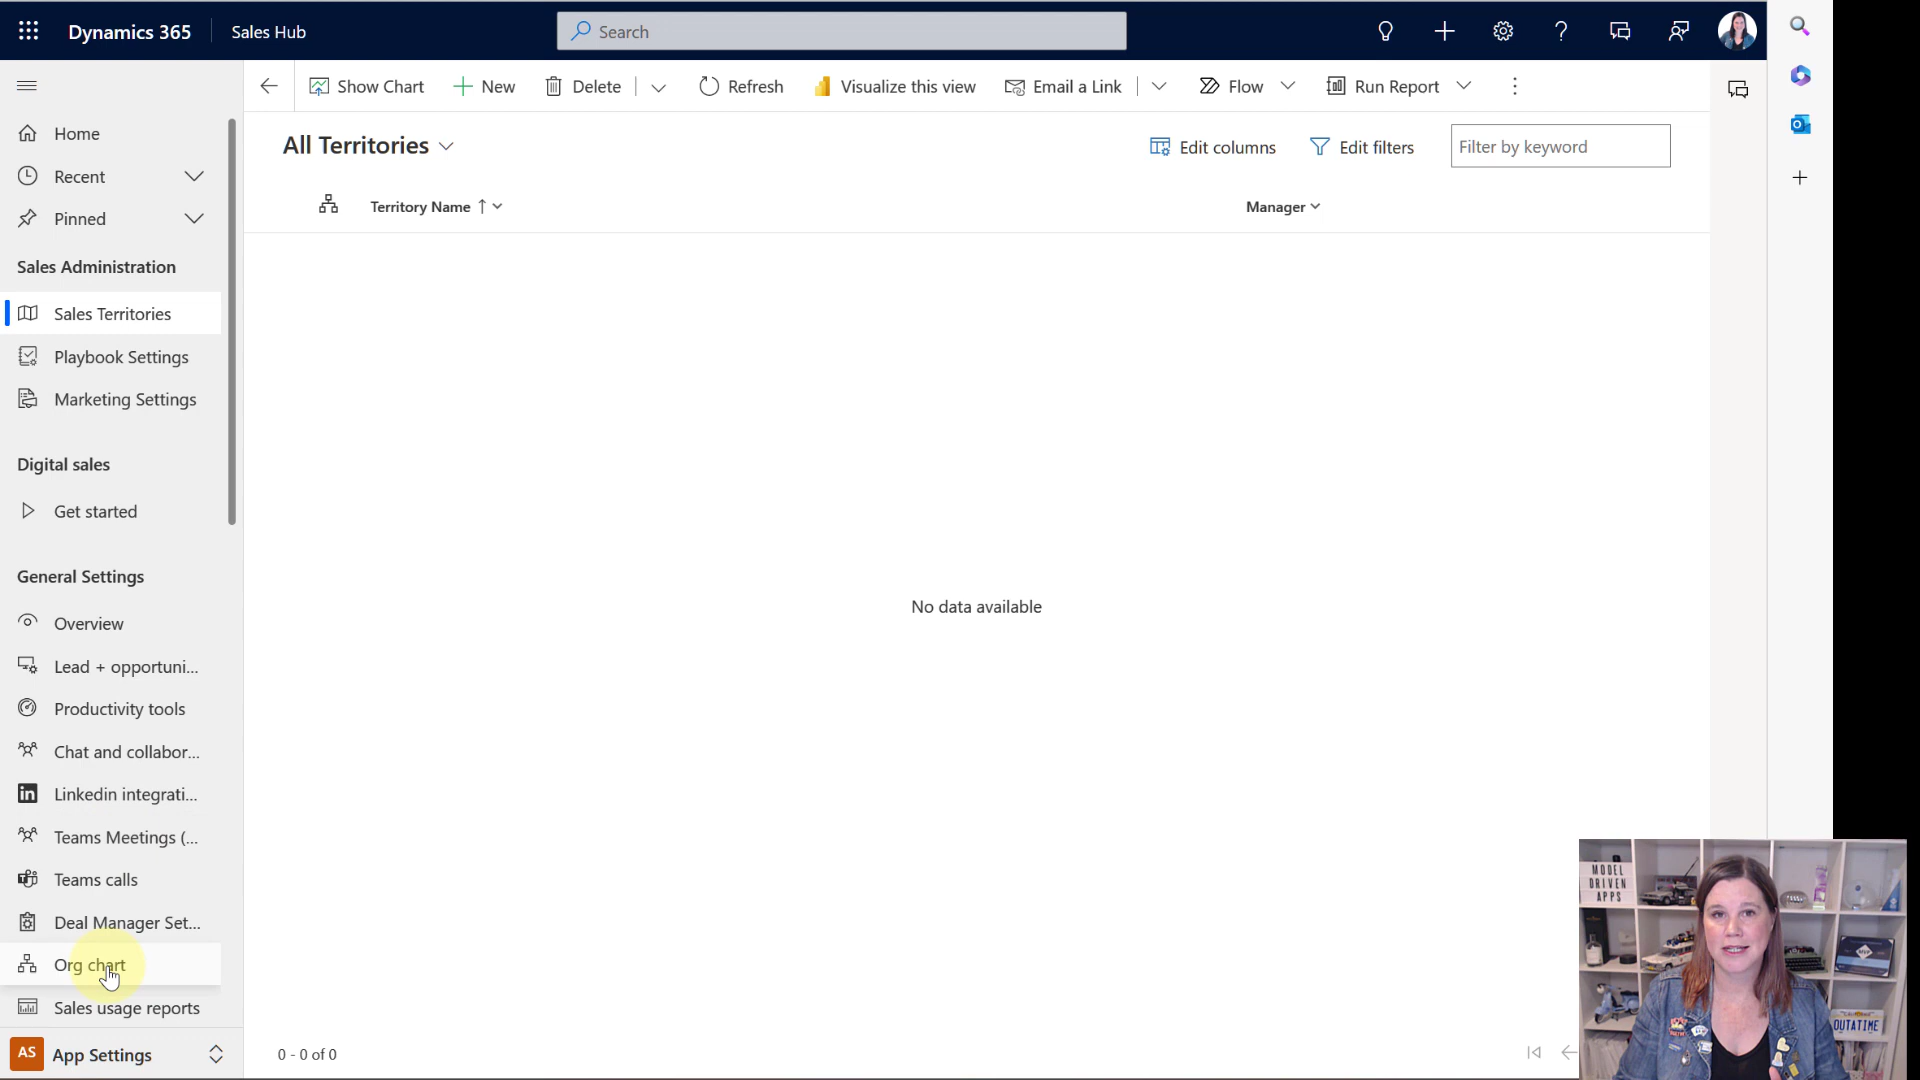 Dynamics 365
Sales Hub
Search
Show Chart
New
Delete
Refresh
Visualize this view
Email a Link
Flow
Run Report
Home
Recent
Pinned
Sales Administration
Sales Territories
Playbook Settings
Marketing Settings
Digital sales
Get started
General Settings
Overview
Lead + opportuni...
Productivity tools
Chat and collabor...
Linkedin integrati...
Teams Meetings (...
Teams calls
Deal Manager Set...
Org chart
Sales usage reports
AS
App Settings
All Territories
Edit columns
Edit filters
Filter by keyword
Territory Name
Manager
No data available
0 - 0 of 0
MODEL
DRIVEN
APPS
OUTATIME